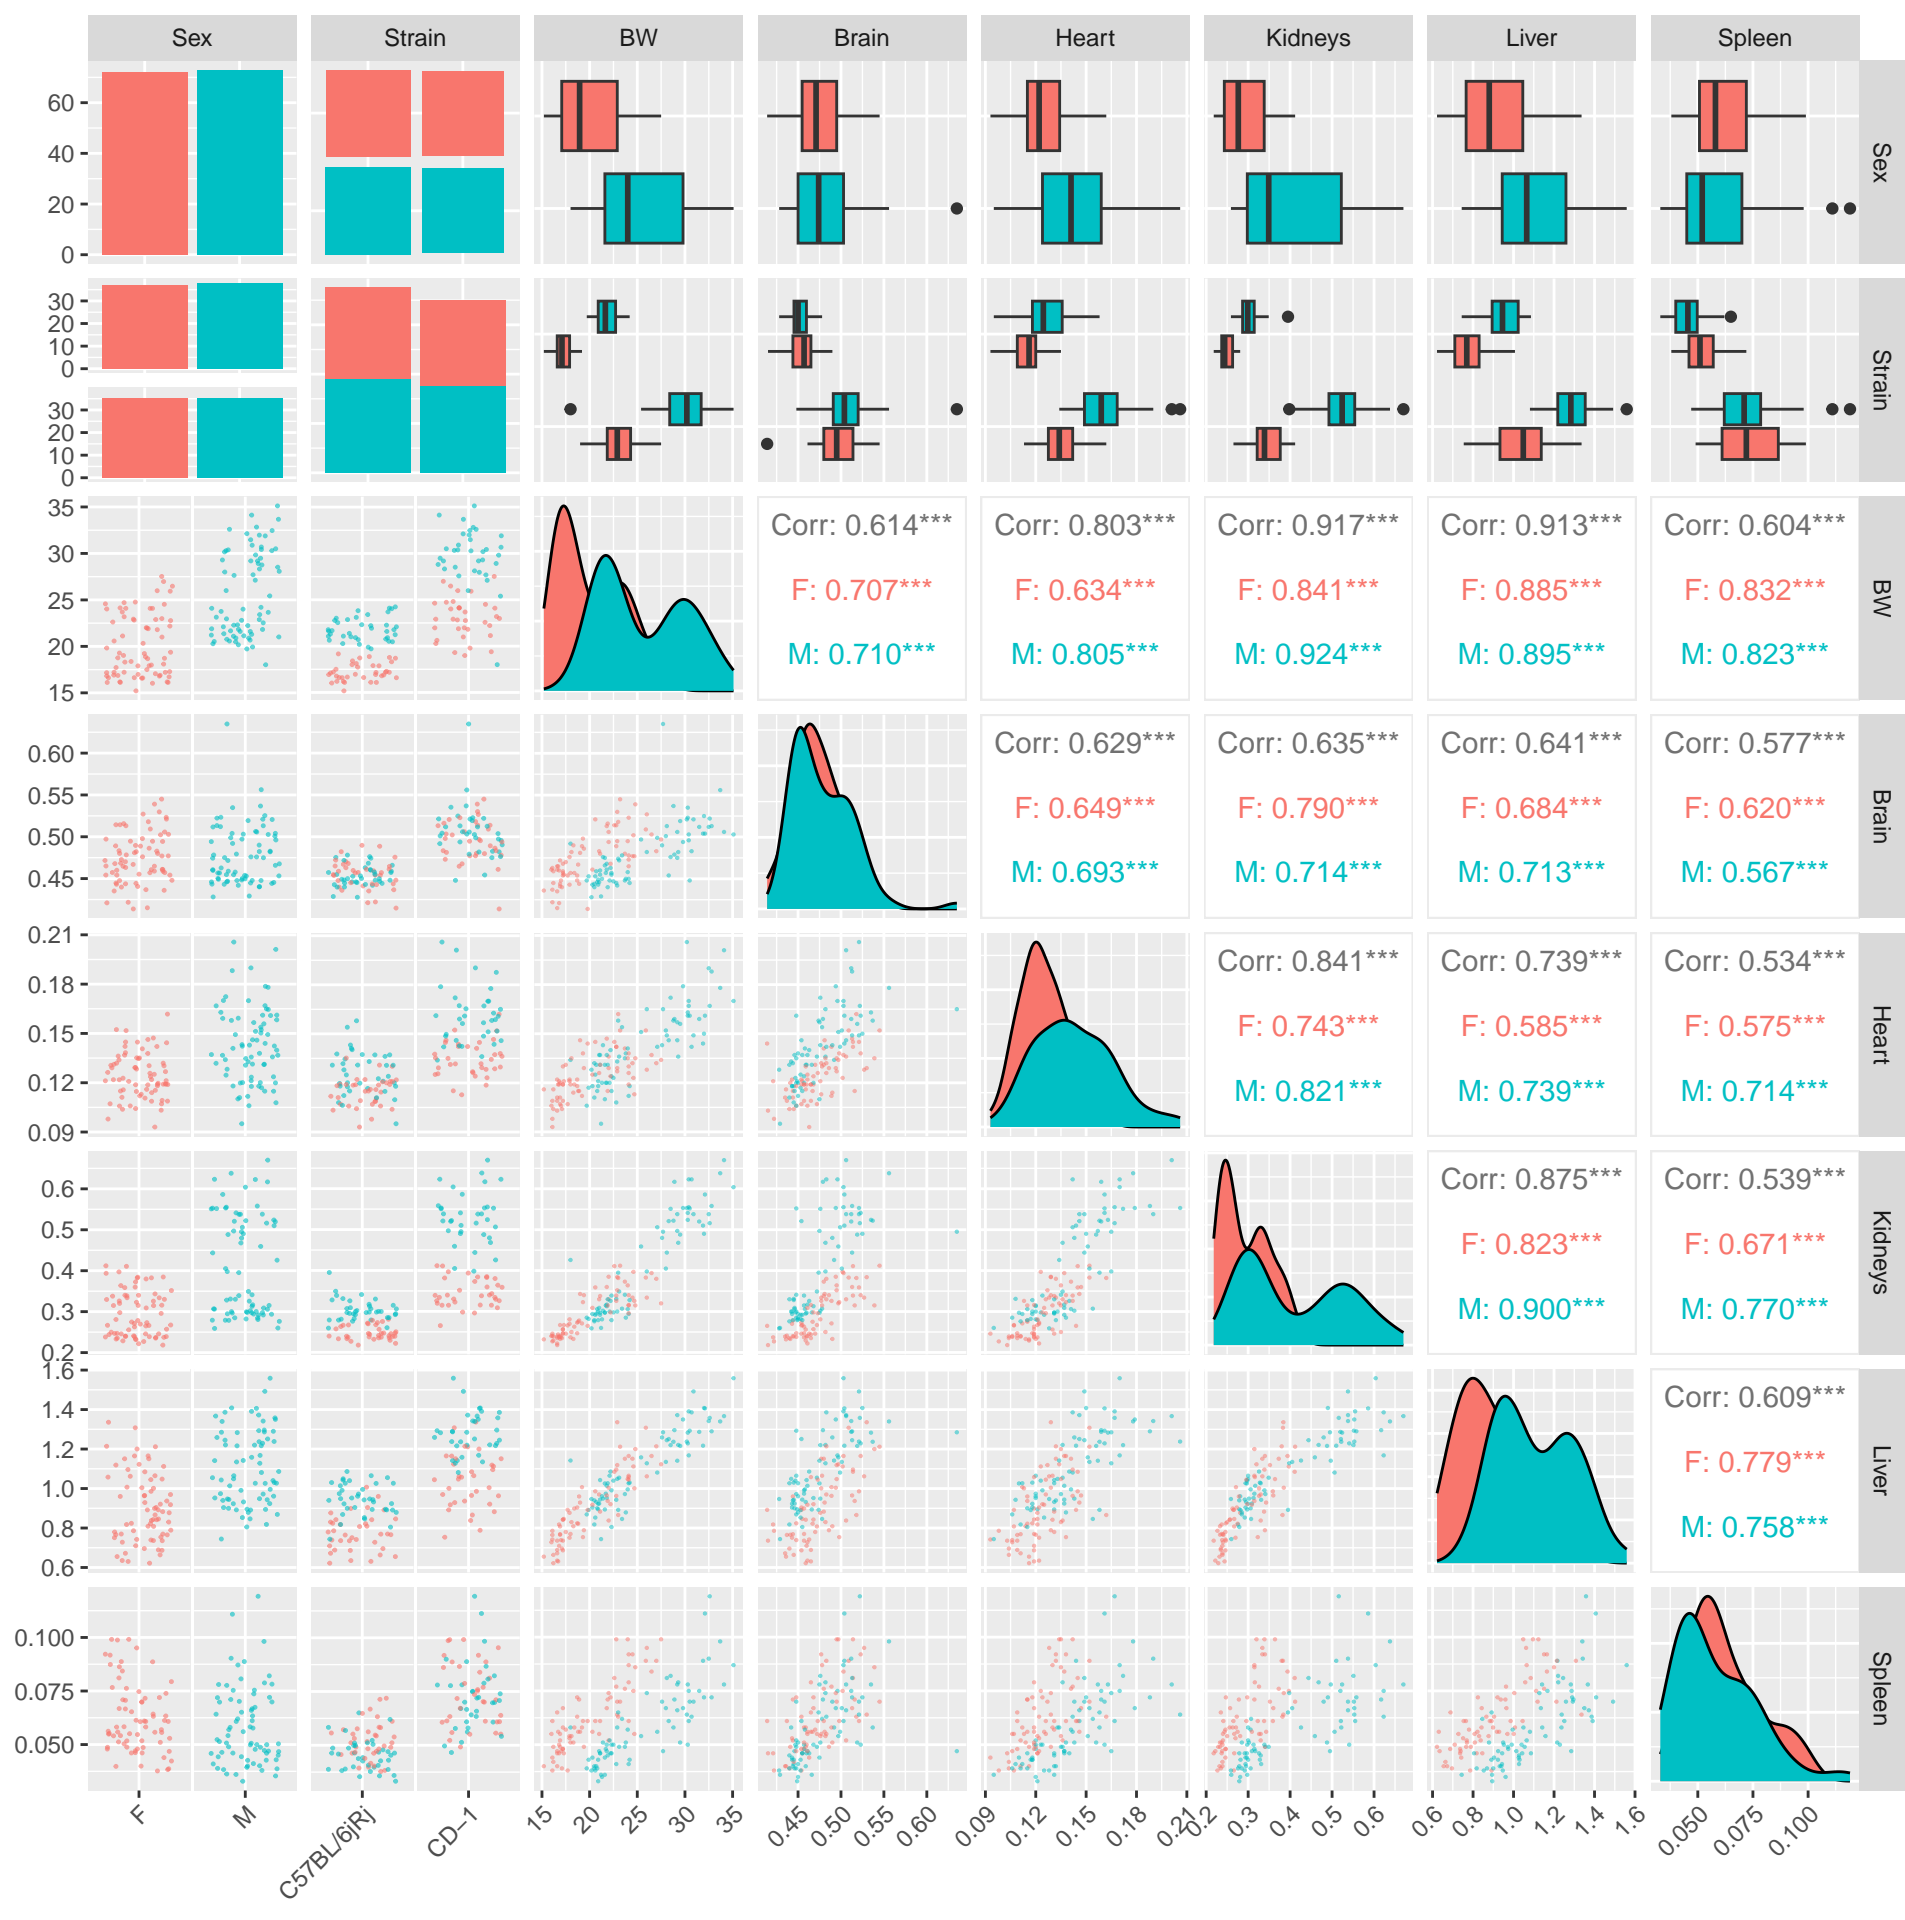 Sex Strain BW Brain Heart Kidneys Liver Spleen
60
40
20
0
Sex
30
20
10
0
30
20
10
0
Strain
35
30
25
20
15
Corr: 0.614*** Corr: 0.803*** Corr: 0.917*** Corr: 0.913*** Corr: 0.604***
F: 0.707*** F: 0.634*** F: 0.841*** F: 0.885*** F: 0.832***
M: 0.710*** M: 0.805*** M: 0.924*** M: 0.895*** M: 0.823***
BW
0.60
0.55
0.50
0.45
Corr: 0.629*** Corr: 0.635*** Corr: 0.641*** Corr: 0.577***
F: 0.649*** F: 0.790*** F: 0.684*** F: 0.620***
M: 0.693*** M: 0.714*** M: 0.713*** M: 0.567***
Brain
0.21
0.18
0.15
0.12
0.09
Corr: 0.841*** Corr: 0.739*** Corr: 0.534***
F: 0.743*** F: 0.585*** F: 0.575***
M: 0.821*** M: 0.739*** M: 0.714***
Heart
0.6
0.5
0.4
0.3
0.2
Corr: 0.875*** Corr: 0.539***
F: 0.823*** F: 0.671***
M: 0.900*** M: 0.770***
Kidneys
1.6
1.4
1.2
1.0
0.8
0.6
Corr: 0.609***
F: 0.779***
M: 0.758***
Liver
0.100
0.075
0.050
Spleen
F M C57BL/6jRj CD−1 15 20 25 30 35 0.45 0.50 0.55 0.60 0.09 0.12 0.15 0.18 0.21 0.2 0.3 0.4 0.5 0.6 0.6 0.8 1.0 1.2 1.4 1.6 0.050 0.075 0.100